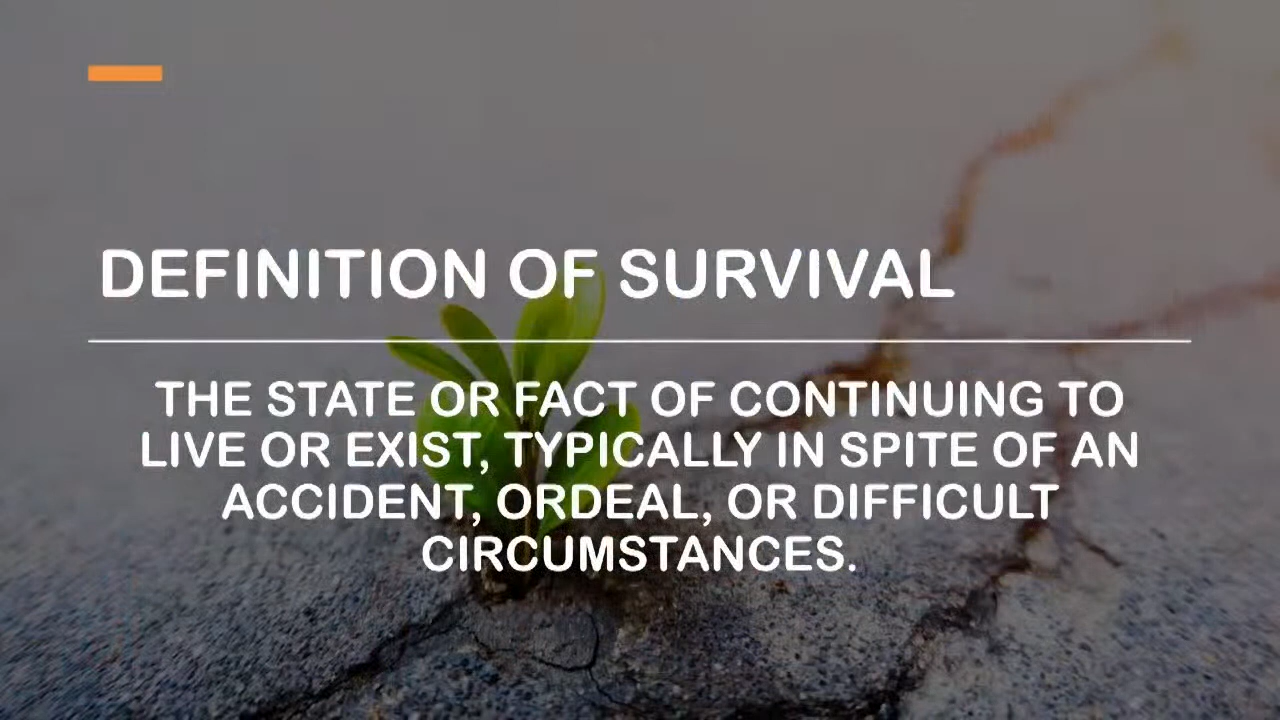 DEFINITION OF SURVIVAL
THE STATE OR FACT OF CONTINUING TO
LIVE OR EXIST, TYPICALLY IN SPITE OF AN
ACCIDENT, ORDEAL, OR DIFFICULT
CIRCUMSTANCES.